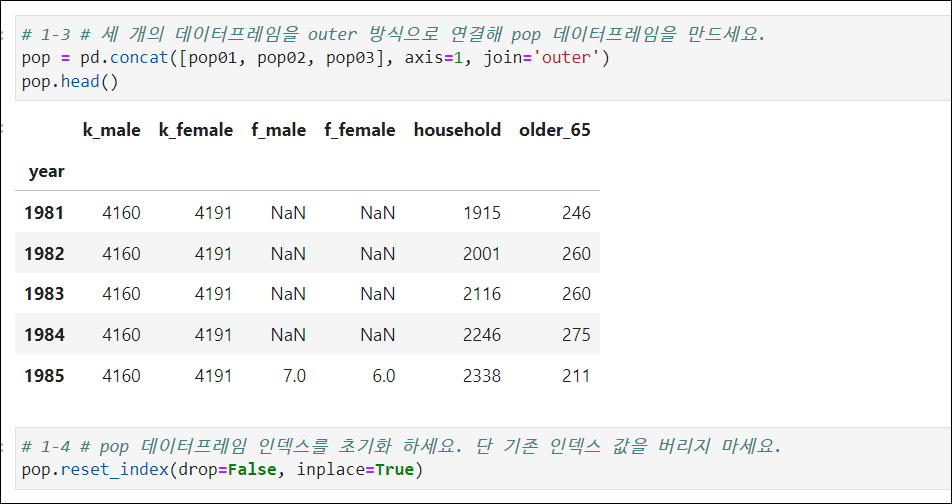 # 1-3 # 세 개의 데이터프레임을 outer 방식으로 연결해 pop 데이터프레임을 만드세요.
pop = pd.concat([pop01, pop02, pop03], axis=1, join='outer')
pop.head()
k_male k_female f_male f_female household older_65
year
1981 4160 4191 NaN NaN 1915 246
1982 4160 4191 NaN NaN 2001 260
1983 4160 4191 NaN NaN 2116 260
1984 4160 4191 NaN NaN 2246 275
1985 4160 4191 7.0 6.0 2338 211
# 1-4 # pop 데이터프레임 인덱스를 초기화 하세요. 단 기존 인덱스 값을 버리지 마세요.
pop.reset_index(drop=False, inplace=True)